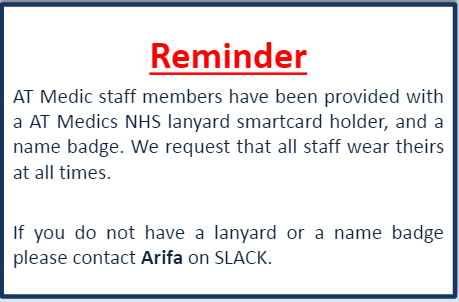 Reminder
AT Medic staff members have been provided with
a AT Medics NHS lanyard smartcard holder, and a
name badge. We request that all staff wear theirs
at all times.
If you do not have a lanyard or a name badge
please contact Arifa on SLACK.